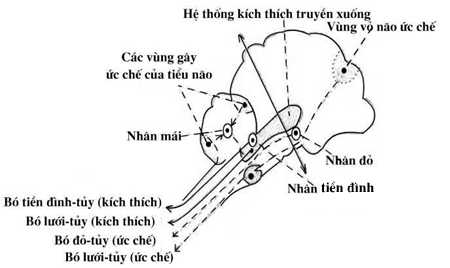 Hệ thống kích thích truyền xuống
Vùng vỏ não ức chế
Các vùng gây
ức chế của tiểu não
Nhân mái
Nhân đỏ
Nhân tiền đình
Bó tiền đình-tủy (kích thích)
Bó lưới-tủy (kích thích)
Bó đỏ-tủy (ức chế)
Bó lưới-tủy (ức chế)